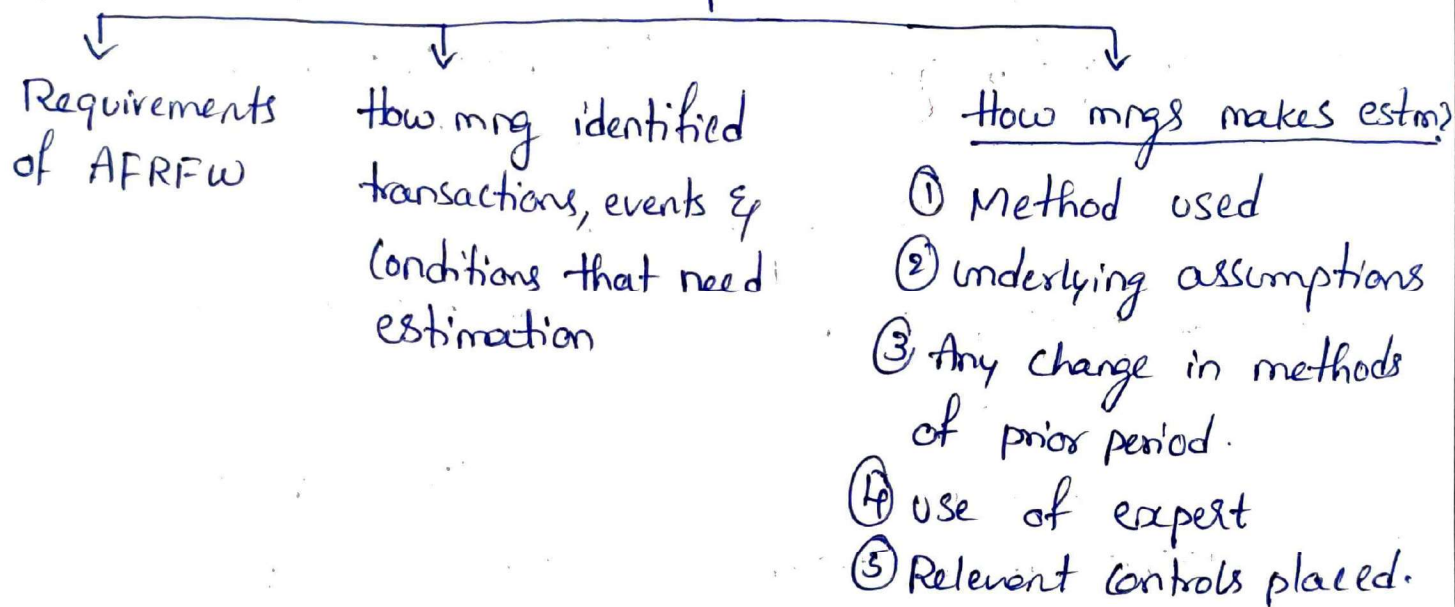 Requirements
of AFRFW
How mng identified
transactions, events &
Conditions that need
estimation
How mngs makes estm?
① Method used
② underlying assumptions
③ Any change in methods
of prior period.
④ use of expert
⑤ Relevant Controls placed.